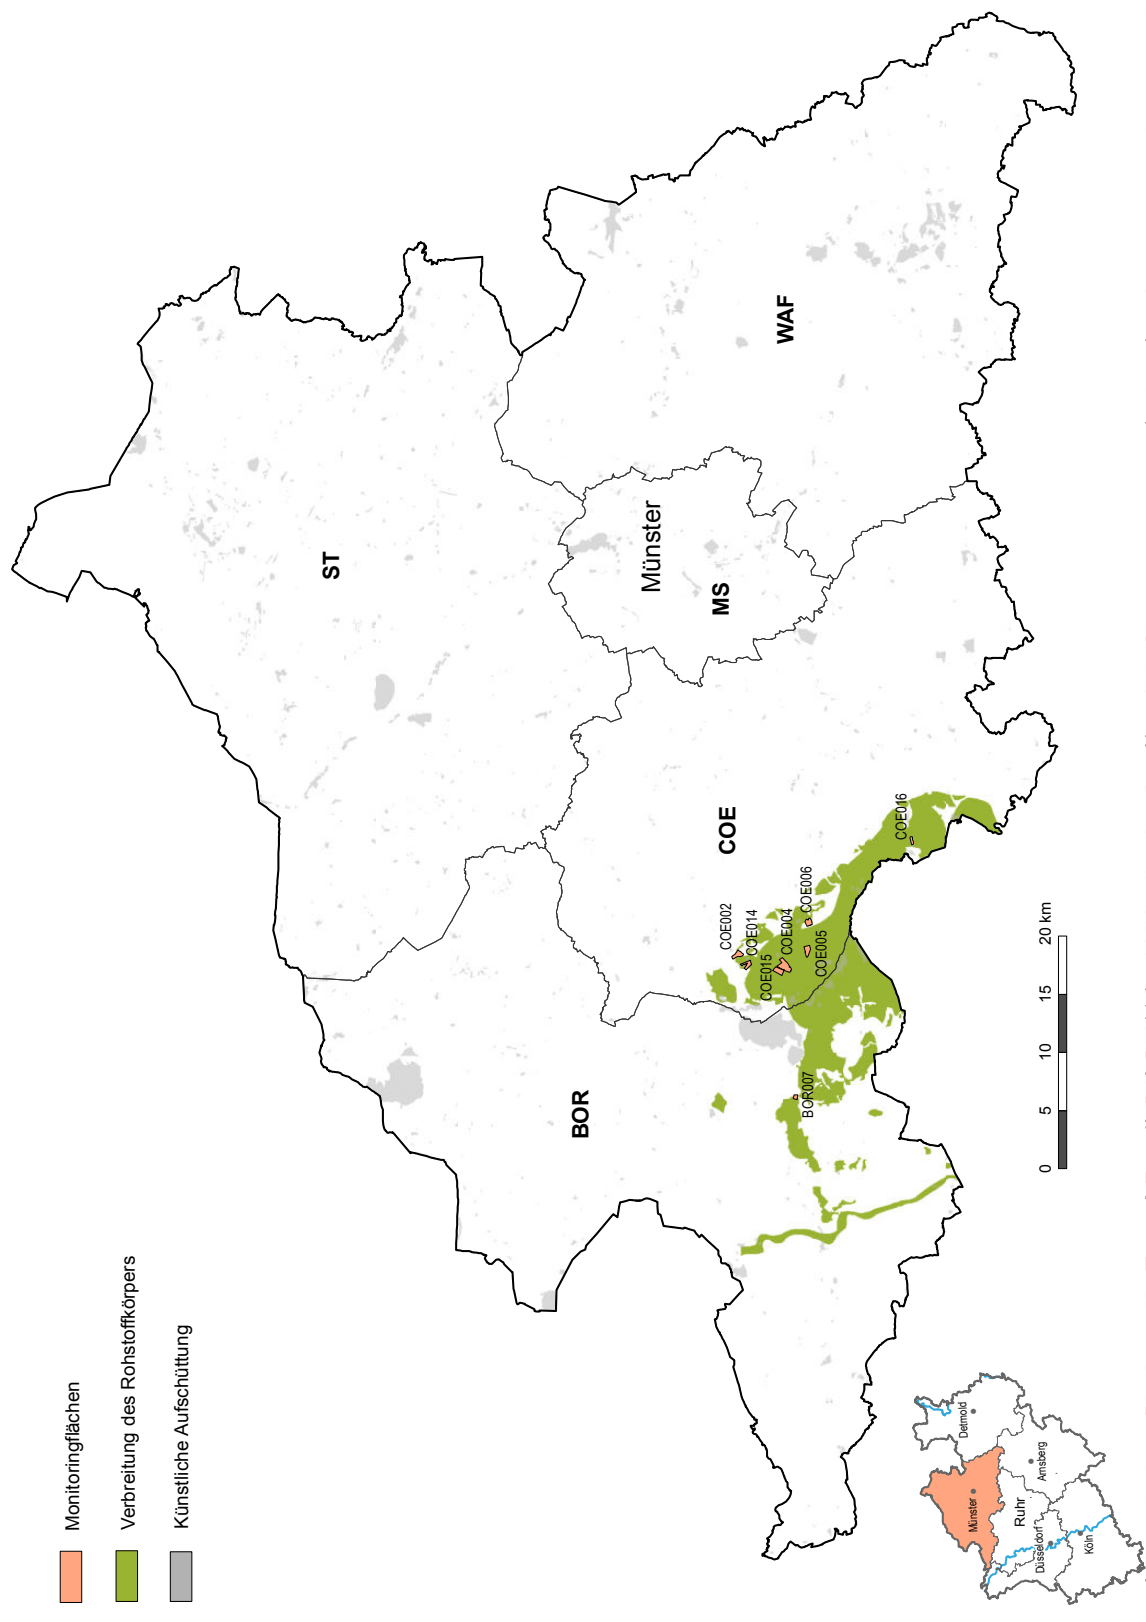 Monitoringflächen
Verbreitung des Rohstoffkörpers
Künstliche Aufschüttung
ST
Münster
MS
WAF
BOR
COE
COE002
COE014
COE015
COE004
COE006
COE005
COE016
BOR007
0 5 10 15 20 km
Münster
Detmold
Ruhr
Arnsberg
Düsseldorf
Köln